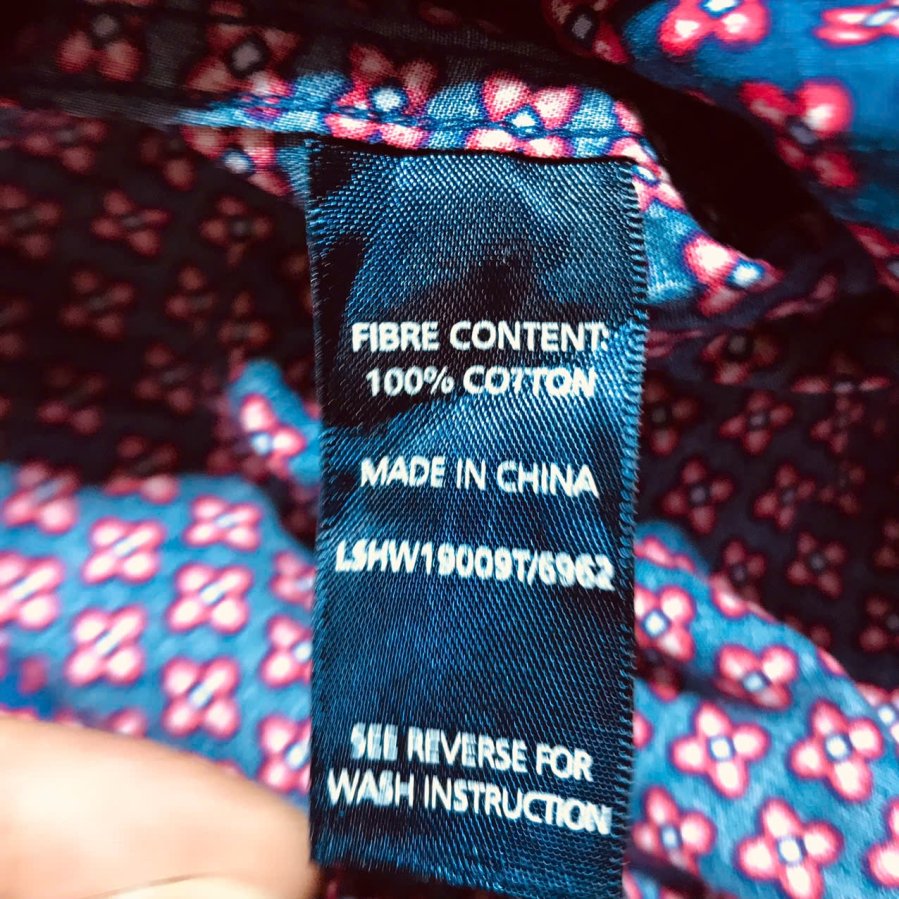 FIBRE CONTENT:
100% COTTON
MADE IN CHINA
LSHW19009T/6962
SEE REVERSE FOR
WASH INSTRUCTION